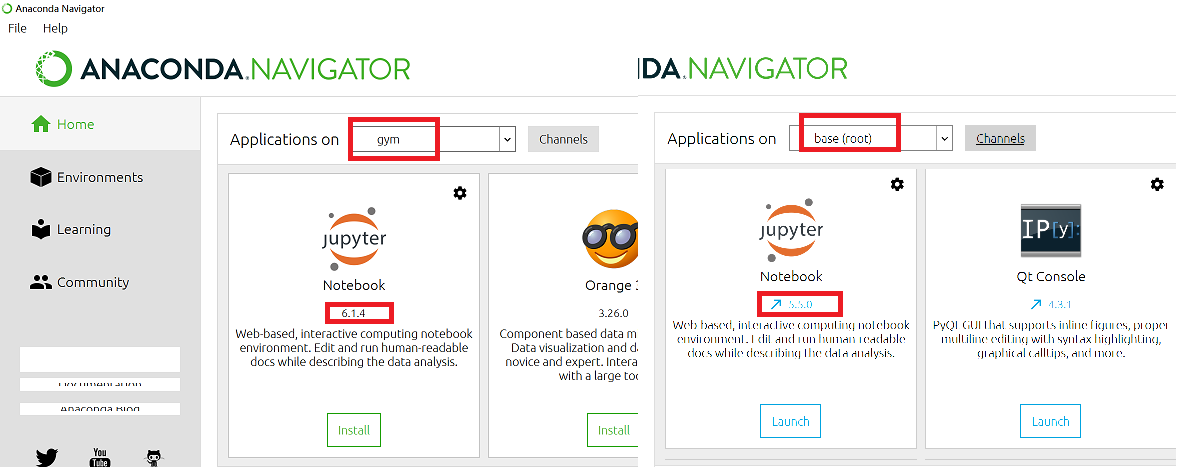 Anaconda Navigator
File Help
ANACONDA.NAVIGATOR
Home
Environments
Learning
Community
Documentation
Anaconda Blog
You
Tube
Applications on gym Channels
jupyter
Notebook
6.1.4
Web-based, interactive computing notebook
environment. Edit and run human-readable
docs while describing the data analysis.
Install
Orange 3
3.26.0
Component based data m
Data visualization and da
novice and expert. Intera
with a large too
Install
IDA.NAVIGATOR
Applications on base (root) Channels
jupyter
Notebook
5.5.0
Web-based, interactive computing notebook
environment. Edit and run human-readable
docs while describing the data analysis.
Launch
IP[y]:
Qt Console
4.3.1
PyQt GUI that supports inline figures, proper
multiline editing with syntax highlighting,
graphical calltips, and more.
Launch